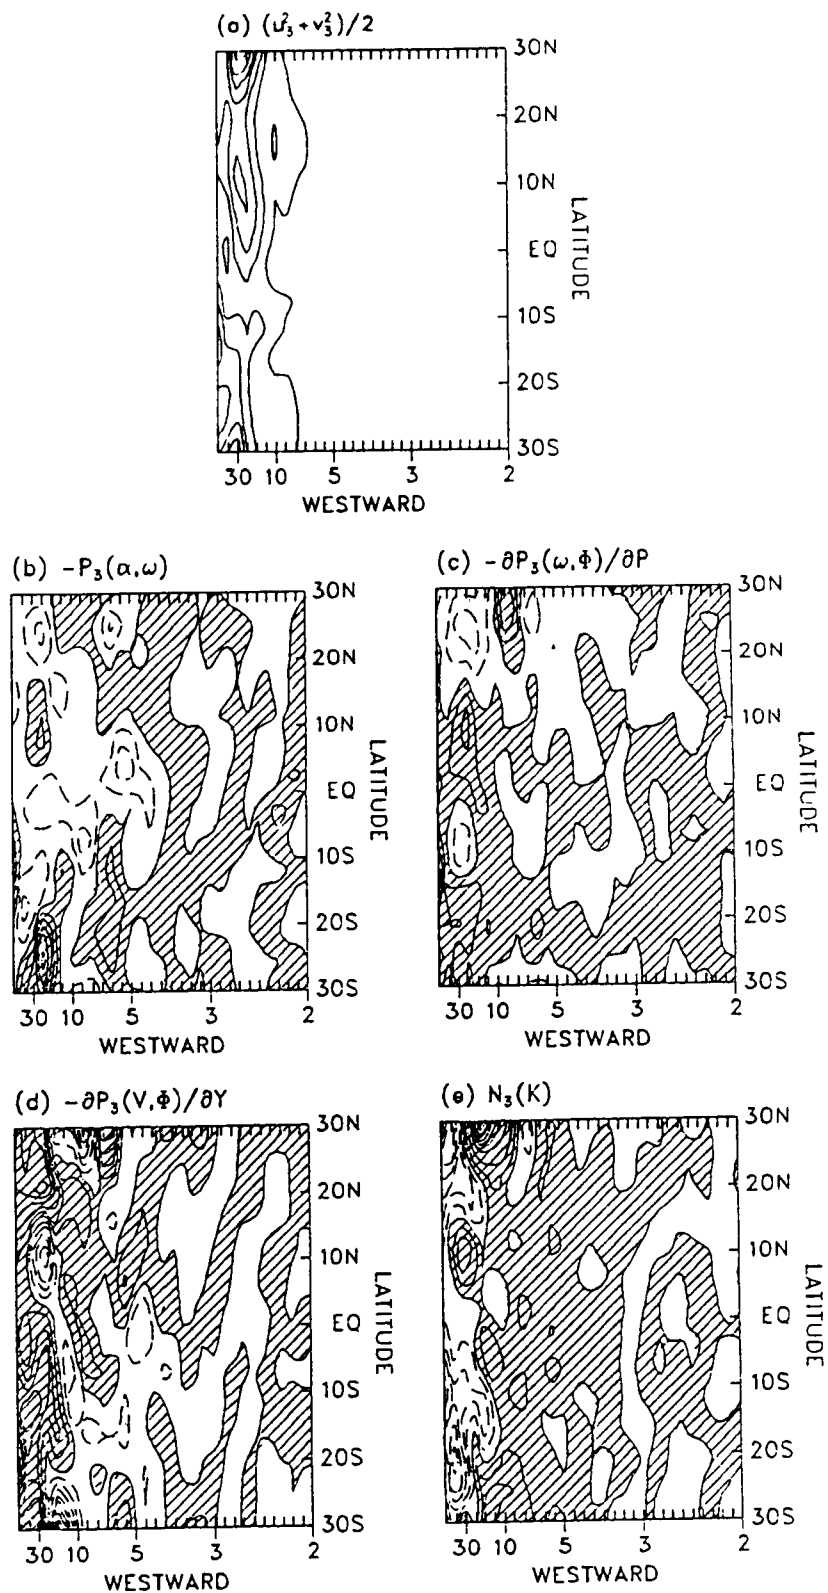 (a) (u₃²+v₃²)/2
30N
20N
10N
EQ
10S
20S
30S
LATITUDE
30 10 5 3 2
WESTWARD
(b) -P₃(α,ω)
30N
20N
10N
EQ
10S
20S
30S
LATITUDE
30 10 5 3 2
WESTWARD
(c) -∂P₃(ω,Φ)/∂P
30N
20N
10N
EQ
10S
20S
30S
LATITUDE
30 10 5 3 2
WESTWARD
(d) -∂P₃(V,Φ)/∂Y
30N
20N
10N
EQ
10S
20S
30S
LATITUDE
30 10 5 3 2
WESTWARD
(e) N₃(K)
30N
20N
10N
EQ
10S
20S
30S
LATITUDE
30 10 5 3 2
WESTWARD